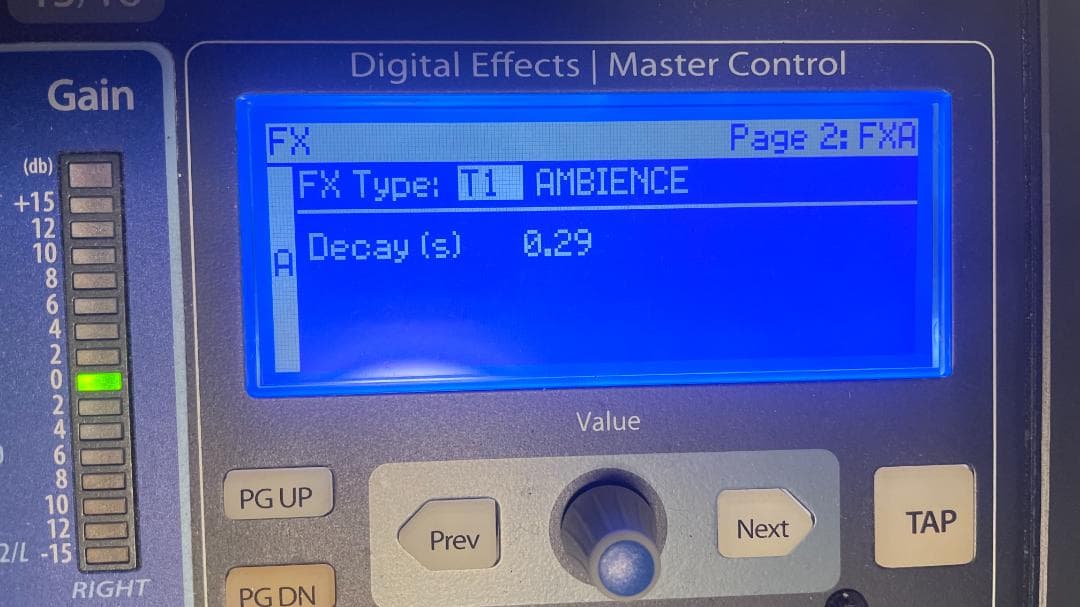 Digital Effects | Master Control
Gain
(db)
+15
12
10
8
6
4
2
0
2
4
6
8
10
12
-15
RIGHT
2/L
FX Page 2: FXA
FX Type: T1 AMBIENCE
A
Decay (s) 0.29
Value
PG UP
Prev
Next
TAP
PG DN